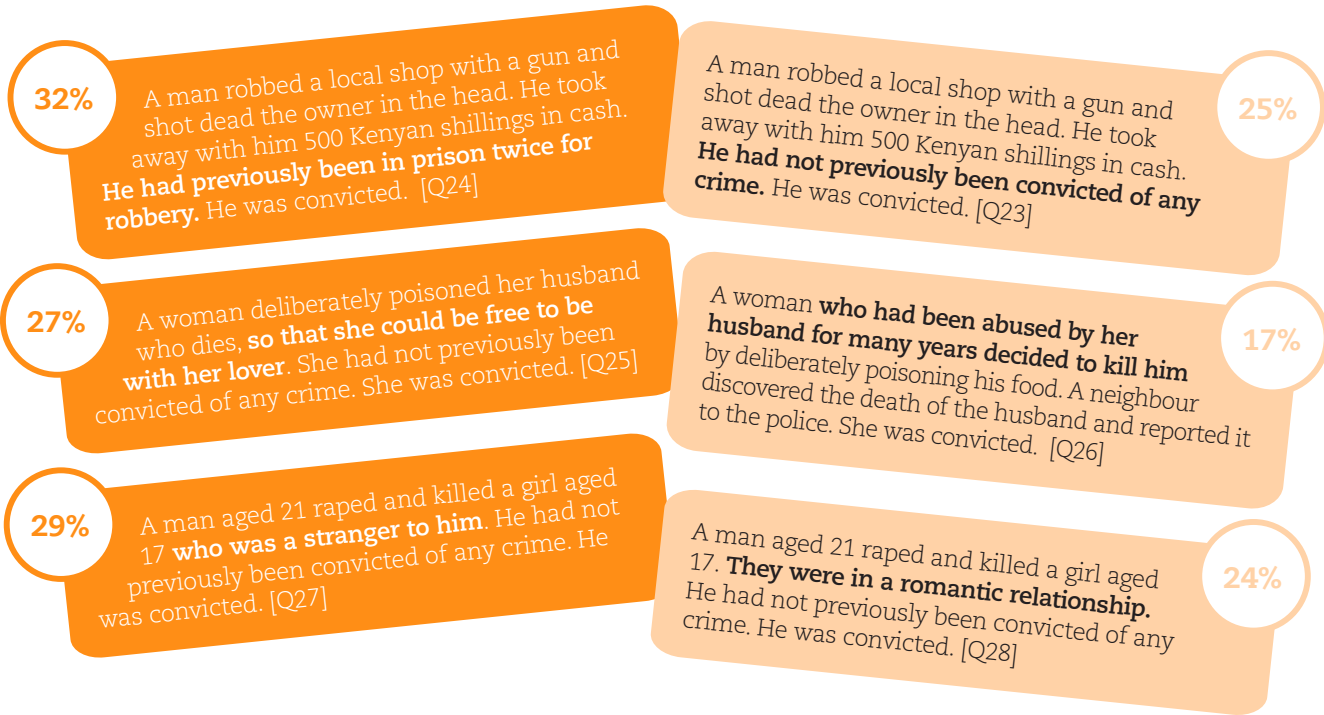 32%
A man robbed a local shop with a gun and
shot dead the owner in the head. He took
away with him 500 Kenyan shillings in cash.
He had previously been in prison twice for
robbery. He was convicted. [Q24]
25%
A man robbed a local shop with a gun and
shot dead the owner in the head. He took
away with him 500 Kenyan shillings in cash.
He had not previously been convicted of any
crime. He was convicted. [Q23]
27%
A woman deliberately poisoned her husband
who dies, so that she could be free to be
with her lover. She had not previously been
convicted of any crime. She was convicted. [Q25]
17%
A woman who had been abused by her
husband for many years decided to kill him
by deliberately poisoning his food. A neighbour
discovered the death of the husband and reported it
to the police. She was convicted. [Q26]
29%
A man aged 21 raped and killed a girl aged
17 who was a stranger to him. He had not
previously been convicted of any crime. He
was convicted. [Q27]
24%
A man aged 21 raped and killed a girl aged
17. They were in a romantic relationship.
He had not previously been convicted of any
crime. He was convicted. [Q28]